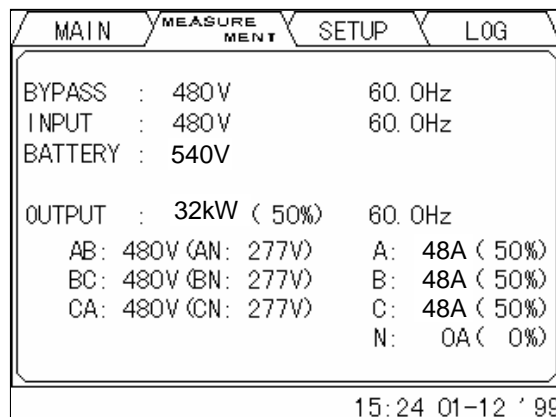 MAIN MEASUREMENT SETUP LOG
BYPASS : 480V 60.0Hz
INPUT : 480V 60.0Hz
BATTERY : 540V
OUTPUT : 32kW (50%) 60.0Hz
AB: 480V (AN: 277V) A: 48A (50%)
BC: 480V (BN: 277V) B: 48A (50%)
CA: 480V (CN: 277V) C: 48A (50%)
N: 0A (0%)
15:24 01-12 '99